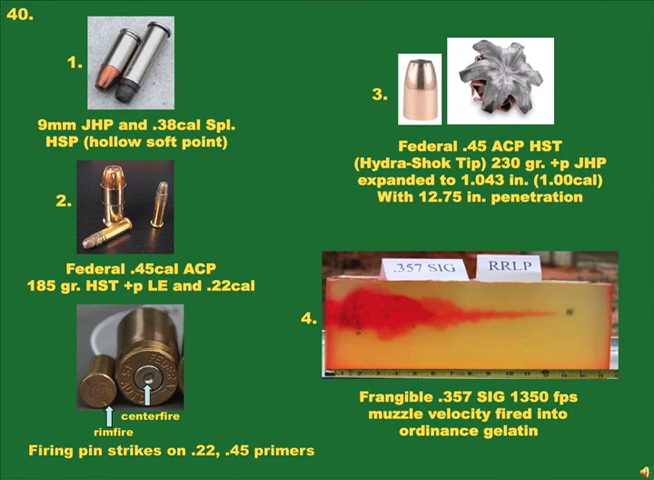 40.
1.
9mm JHP and .38cal Spl.
HSP (hollow soft point)
2.
Federal .45cal ACP
185 gr. HST +p LE and .22cal
centerfire
rimfire
Firing pin strikes on .22, .45 primers
3.
Federal .45 ACP HST
(Hydra-Shok Tip) 230 gr. +p JHP
expanded to 1.043 in. (1.00cal)
With 12.75 in. penetration
.357 SIG
RRLP
4.
Frangible .357 SIG 1350 fps
muzzle velocity fired into
ordinance gelatin